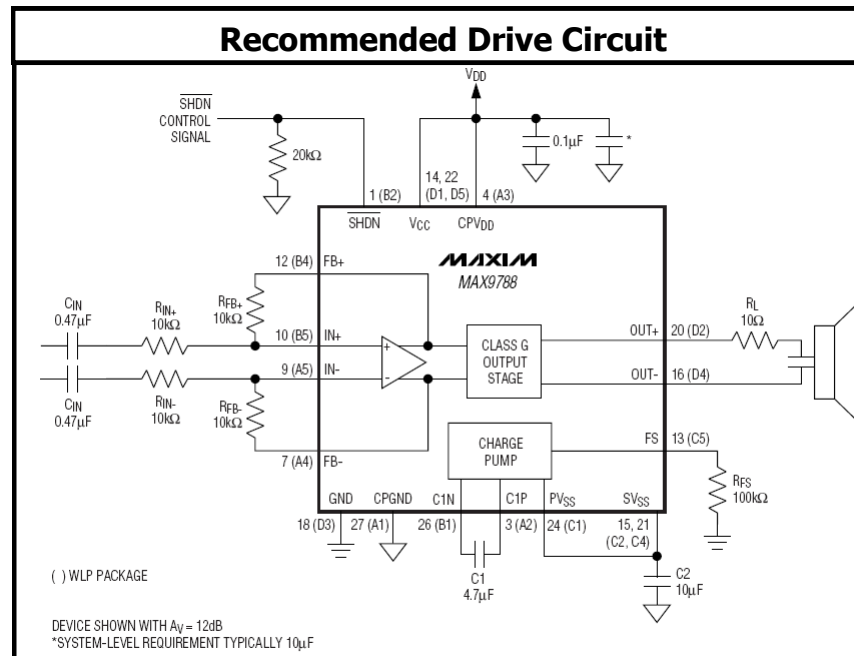 Recommended Drive Circuit
VDD
SHDN
CONTROL
SIGNAL
20kΩ
0.1µF
*
14, 22
(D1, D5)
1 (B2)
4 (A3)
SHDN
VCC
CPVDD
12 (B4)
FB+
MAXIM
MAX9788
CIN
0.47µF
RIN+
10kΩ
RFB+
10kΩ
10 (B5)
IN+
+
CLASS G
OUTPUT
STAGE
OUT+
20 (D2)
RL
10Ω
9 (A5)
IN-
-
OUT-
16 (D4)
CIN
0.47µF
RIN-
10kΩ
RFB-
10kΩ
CHARGE
PUMP
FS
13 (C5)
7 (A4)
FB-
RFS
100kΩ
GND
CPGND
C1N
C1P
PVSS
SVSS
18 (D3)
27 (A1)
26 (B1)
3 (A2)
24 (C1)
15, 21
(C2, C4)
C1
4.7µF
C2
10µF
( ) WLP PACKAGE
DEVICE SHOWN WITH AV = 12dB
*SYSTEM-LEVEL REQUIREMENT TYPICALLY 10µF